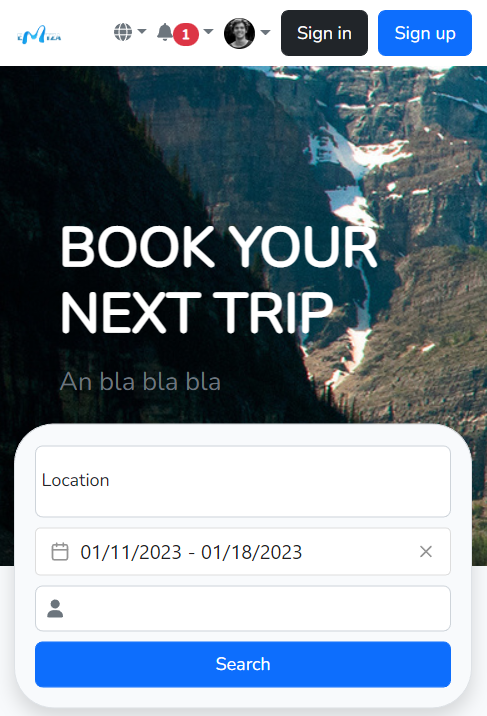 eMiza
1
Sign in
Sign up
BOOK YOUR
NEXT TRIP
An bla bla bla
Location
01/11/2023 - 01/18/2023
Search